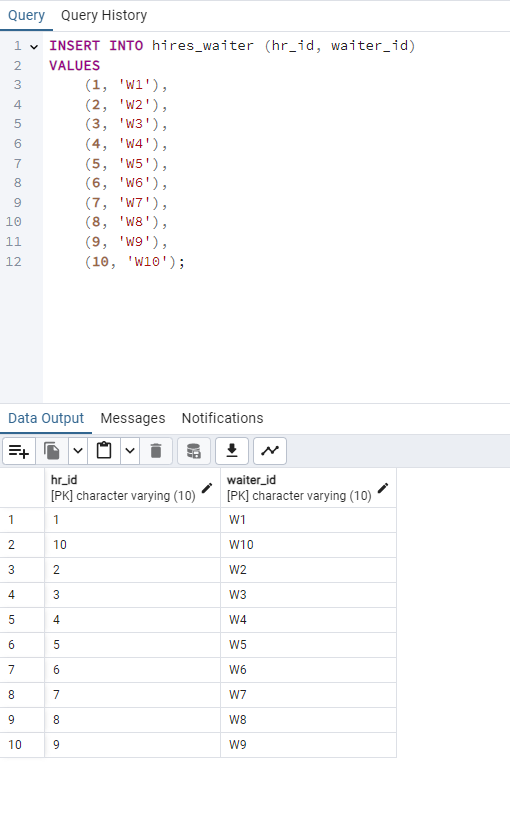 Query Query History
1 INSERT INTO hires_waiter (hr_id, waiter_id)
2 VALUES
3 (1, 'W1'),
4 (2, 'W2'),
5 (3, 'W3'),
6 (4, 'W4'),
7 (5, 'W5'),
8 (6, 'W6'),
9 (7, 'W7'),
10 (8, 'W8'),
11 (9, 'W9'),
12 (10, 'W10');
Data Output Messages Notifications
hr_id waiter_id
[PK] character varying (10) [PK] character varying (10)
1 1 W1
2 10 W10
3 2 W2
4 3 W3
5 4 W4
6 5 W5
7 6 W6
8 7 W7
9 8 W8
10 9 W9